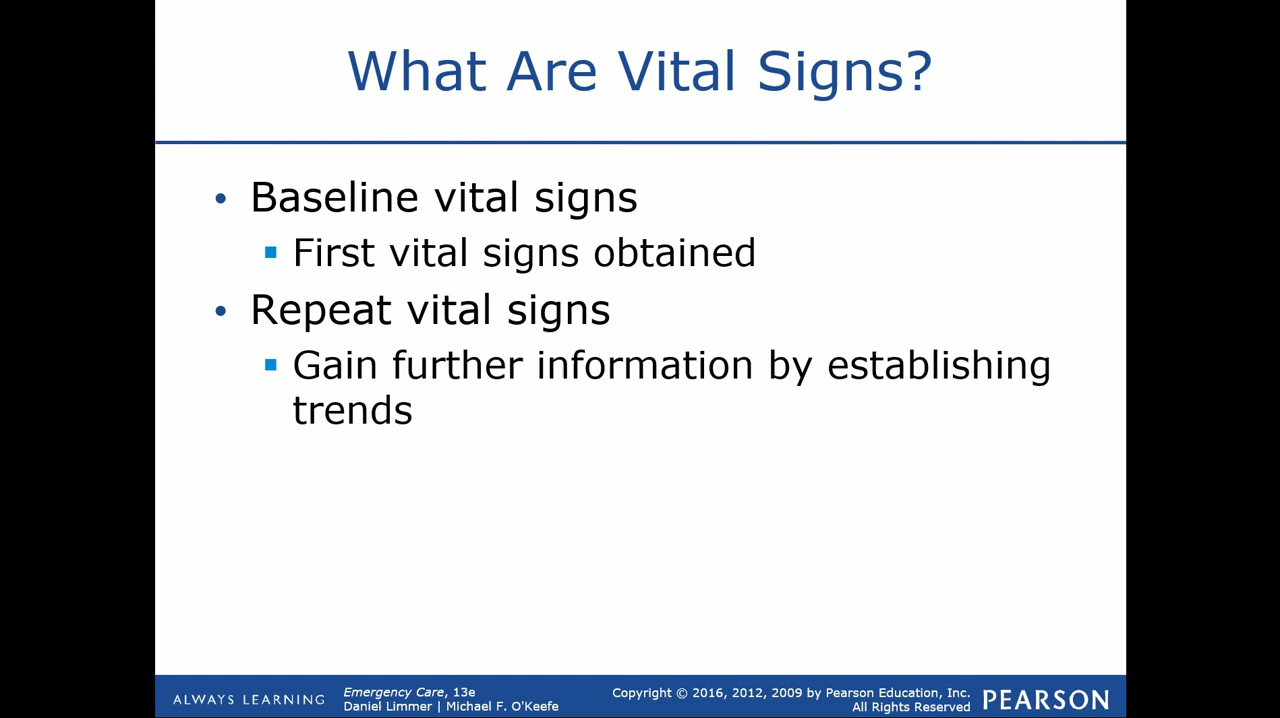 What Are Vital Signs?
• Baseline vital signs
▪ First vital signs obtained
• Repeat vital signs
▪ Gain further information by establishing
trends
ALWAYS LEARNING
Emergency Care, 13e
Daniel Limmer | Michael F. O'Keefe
Copyright © 2016, 2012, 2009 by Pearson Education, Inc.
All Rights Reserved
PEARSON